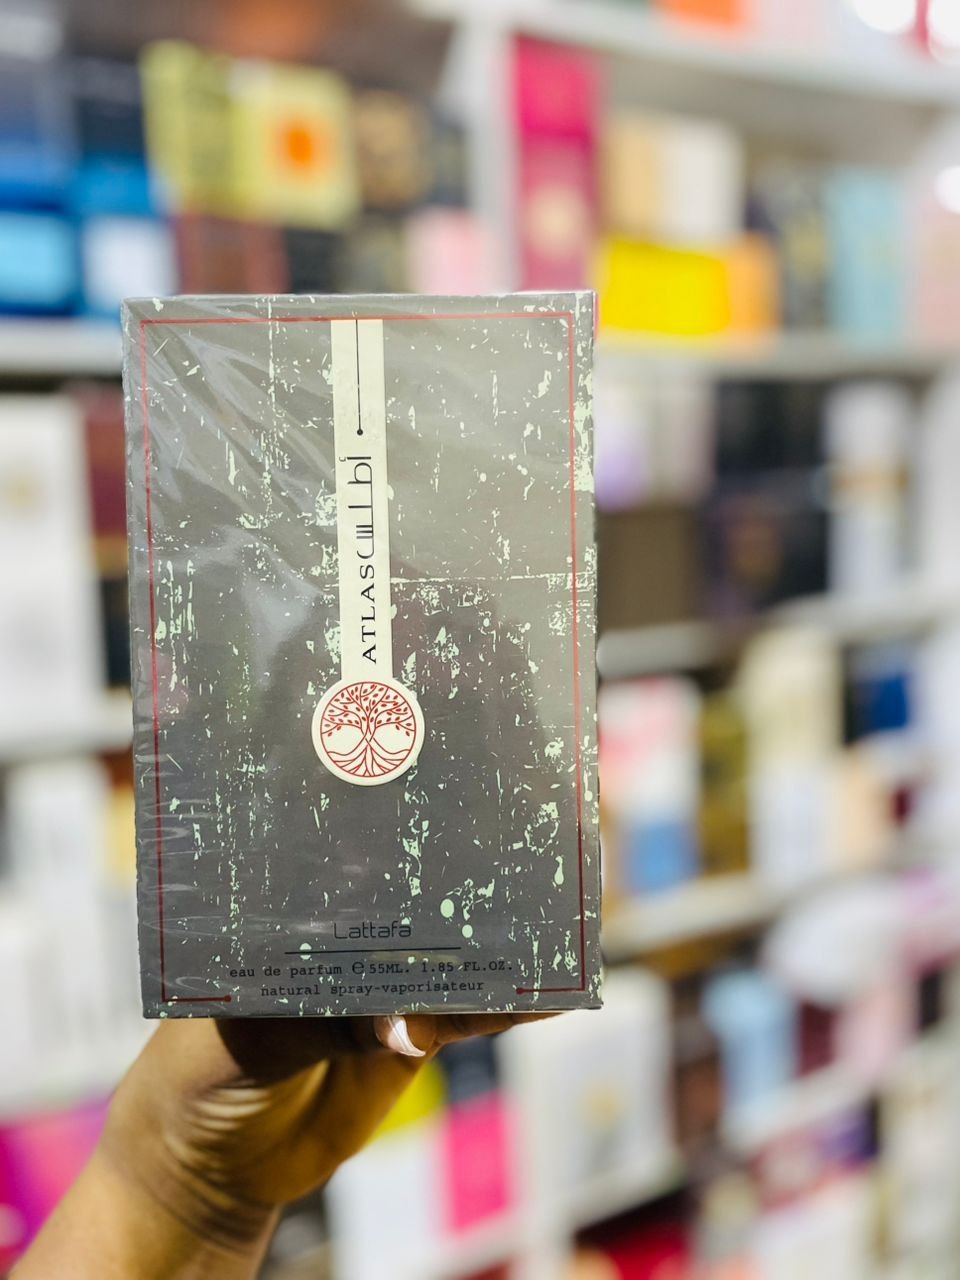 ATLAS أطلس
Lattafa
eau de parfum ℮55ML. 1.85 FL.OZ.
natural spray-vaporisateur